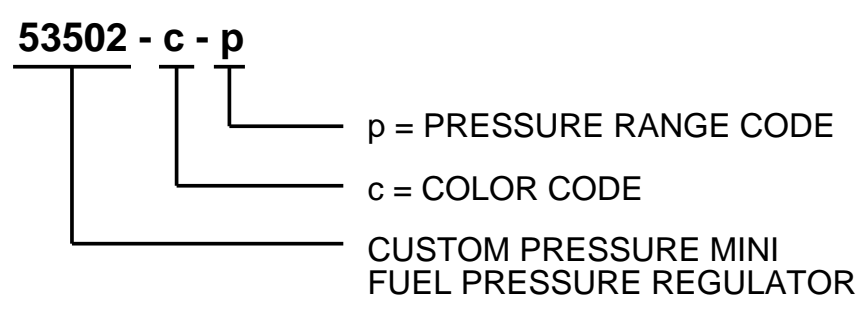 53502 - c - p
p = PRESSURE RANGE CODE
c = COLOR CODE
CUSTOM PRESSURE MINI
FUEL PRESSURE REGULATOR